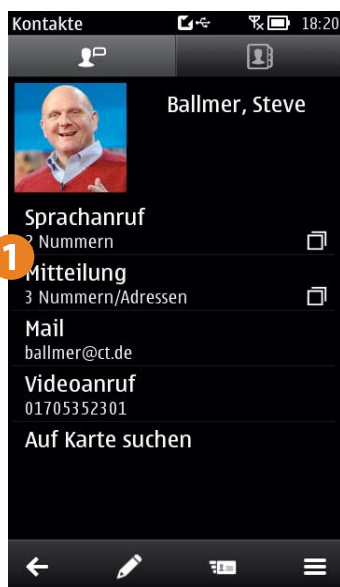 Kontakte 18:20
Ballmer, Steve
Sprachanruf
2 Nummern
1
Mitteilung
3 Nummern/Adressen
Mail
ballmer@ct.de
Videoanruf
01705352301
Auf Karte suchen